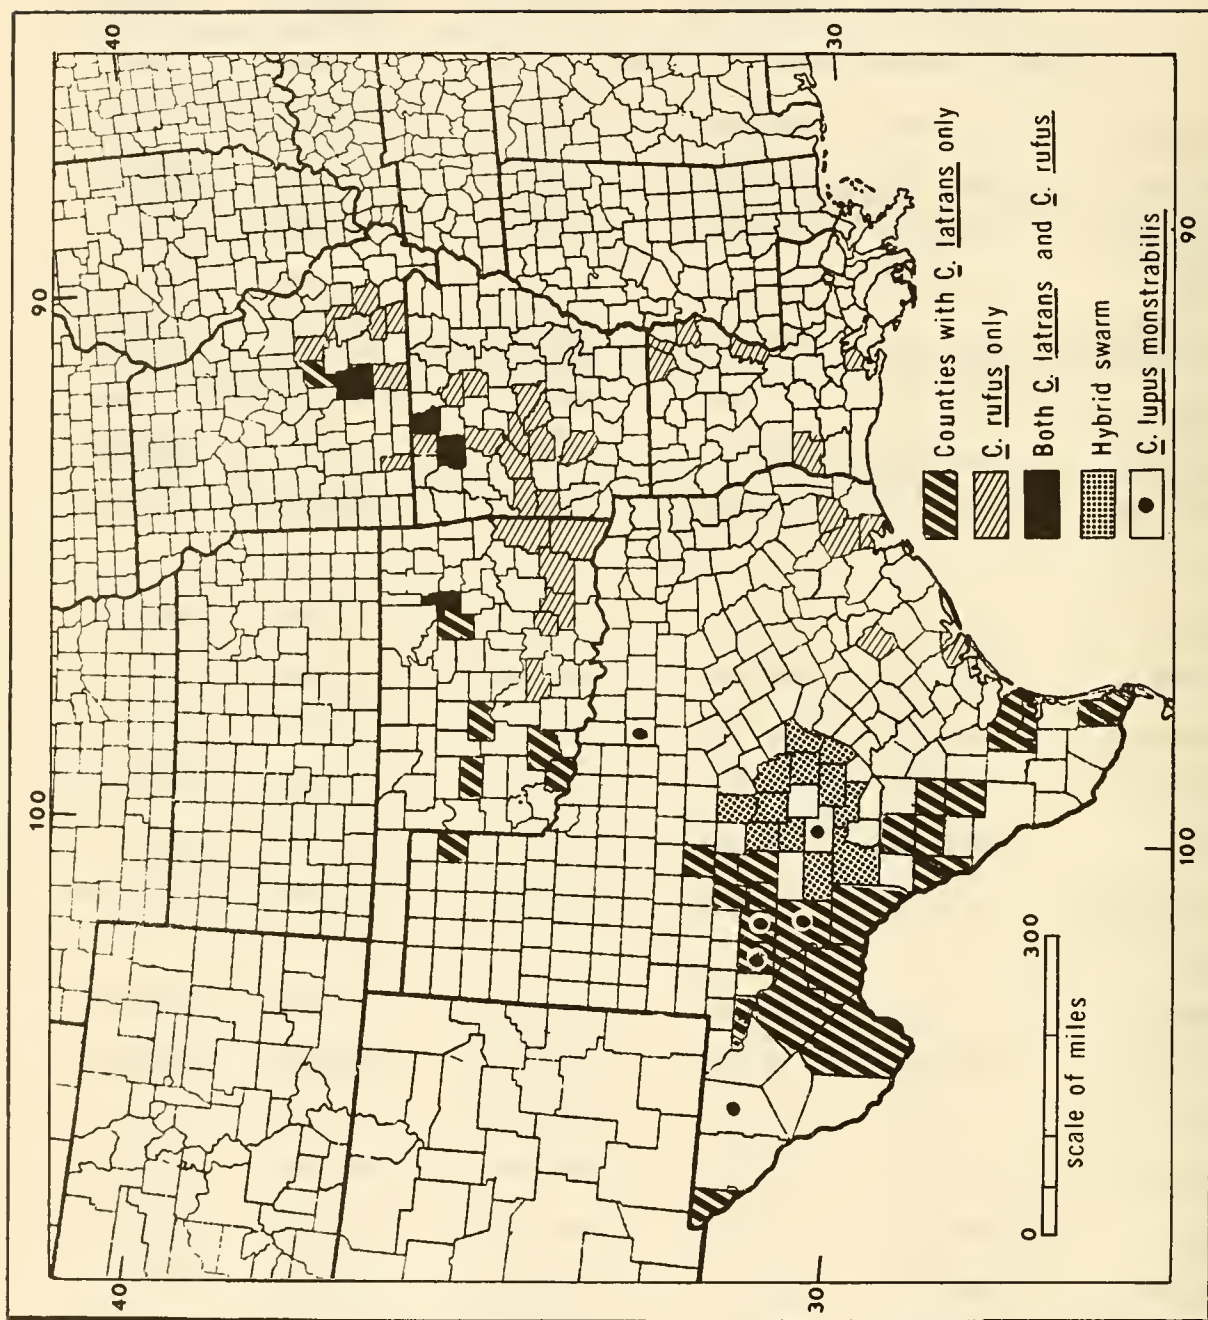 40
90
100
40
30
30
90
100
Counties with C. latrans only
C. rufus only
Both C. latrans and C. rufus
Hybrid swarm
C. lupus monstrabilis
0 300
scale of miles